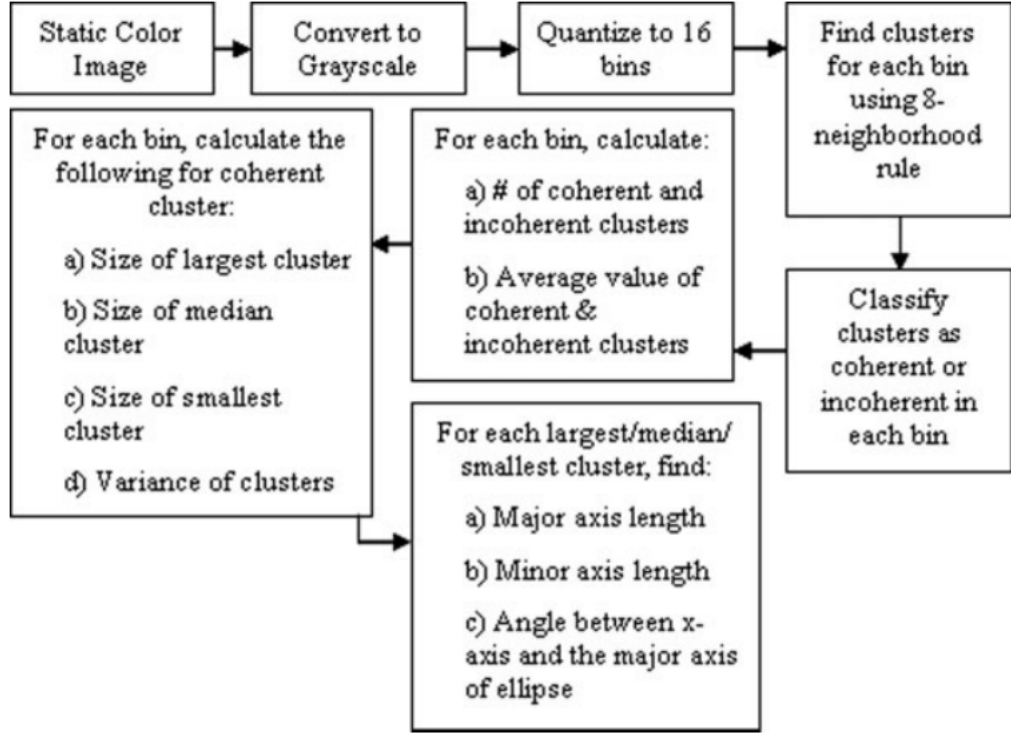 Static Color
Image
Convert to
Grayscale
Quantize to 16
bins
Find clusters
for each bin
using 8-
neighborhood
rule
Classify
clusters as
coherent or
incoherent in
each bin
For each bin, calculate:
a) # of coherent and
incoherent clusters
b) Average value of
coherent &
incoherent clusters
For each bin, calculate the
following for coherent
cluster:
a) Size of largest cluster
b) Size of median
cluster
c) Size of smallest
cluster
d) Variance of clusters
For each largest/median/
smallest cluster, find:
a) Major axis length
b) Minor axis length
c) Angle between x-
axis and the major axis
of ellipse